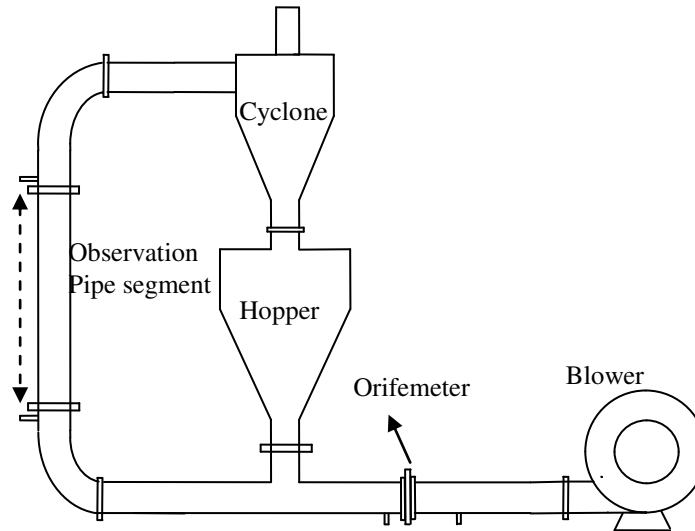 Cyclone
Observation
Pipe segment
Hopper
Orifemeter
Blower